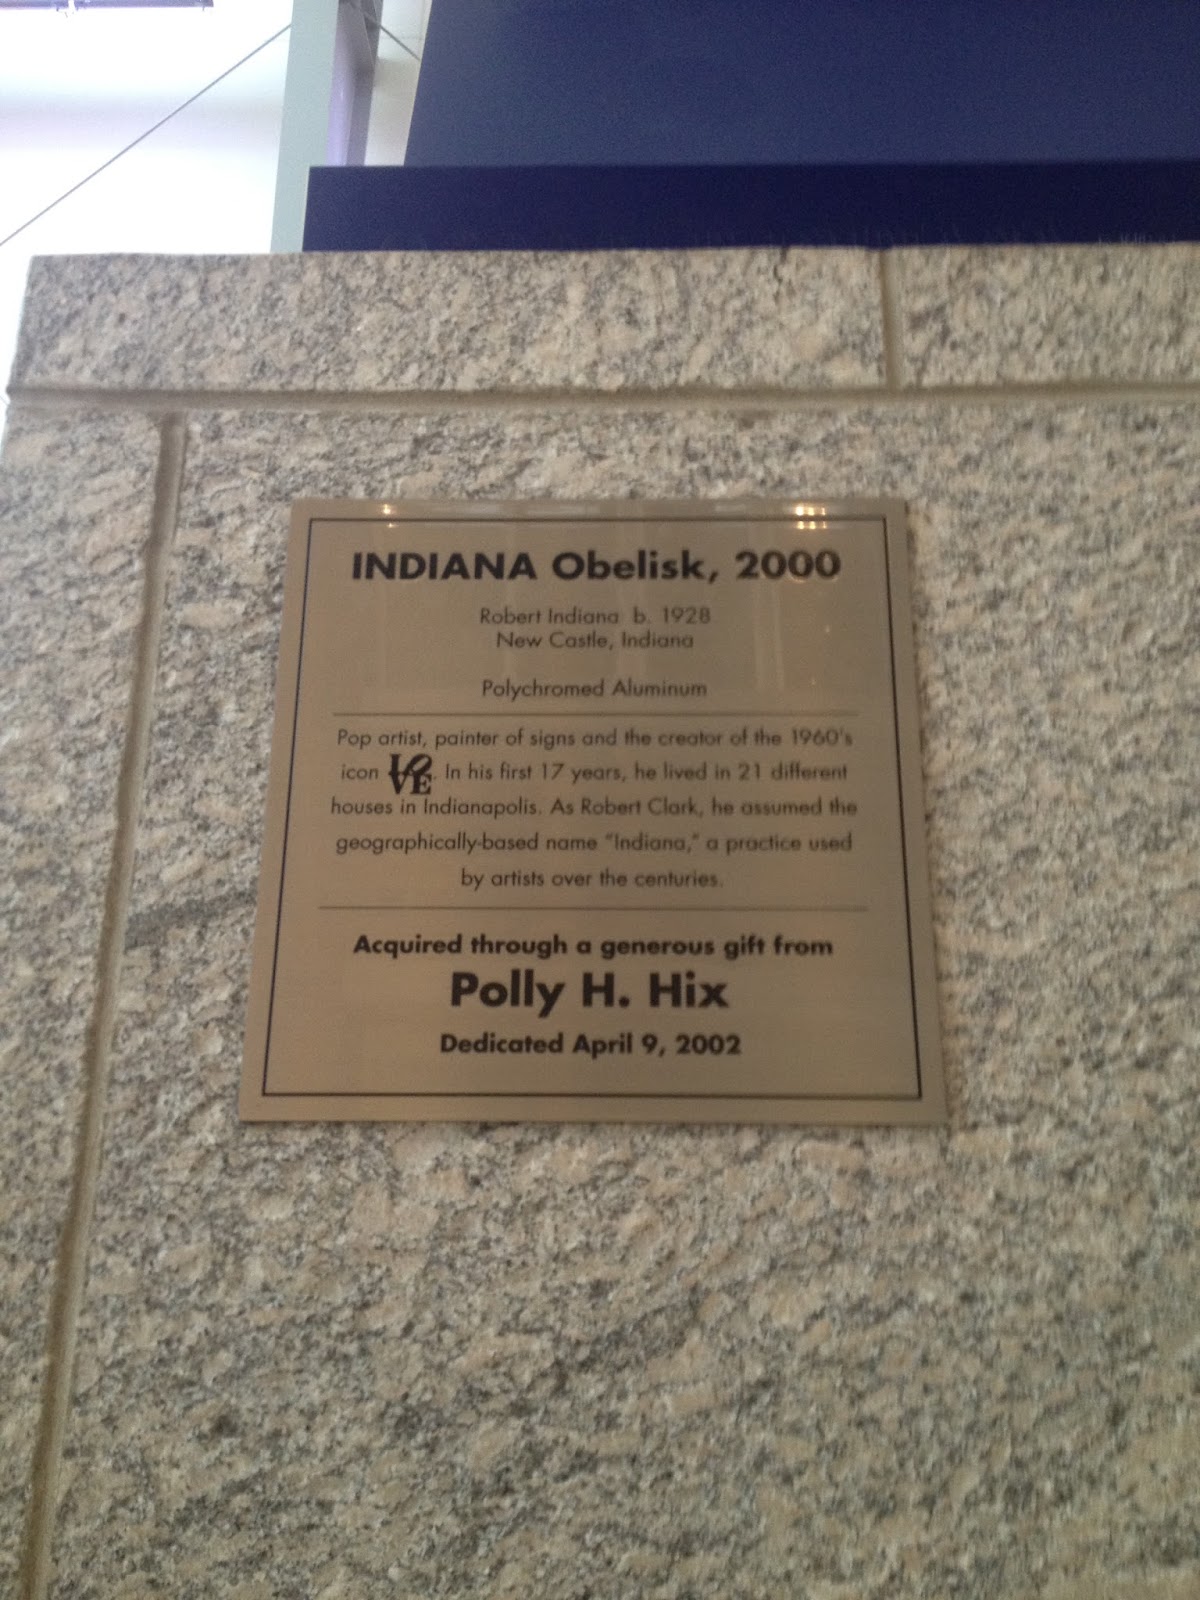 INDIANA Obelisk, 2000
Robert Indiana b. 1928
New Castle, Indiana
Polychromed Aluminum
Pop artist, painter of signs and the creator of the 1960's
icon LOVE. In his first 17 years, he lived in 21 different
houses in Indianapolis. As Robert Clark, he assumed the
geographically-based name "Indiana," a practice used
by artists over the centuries.
Acquired through a generous gift from
Polly H. Hix
Dedicated April 9, 2002